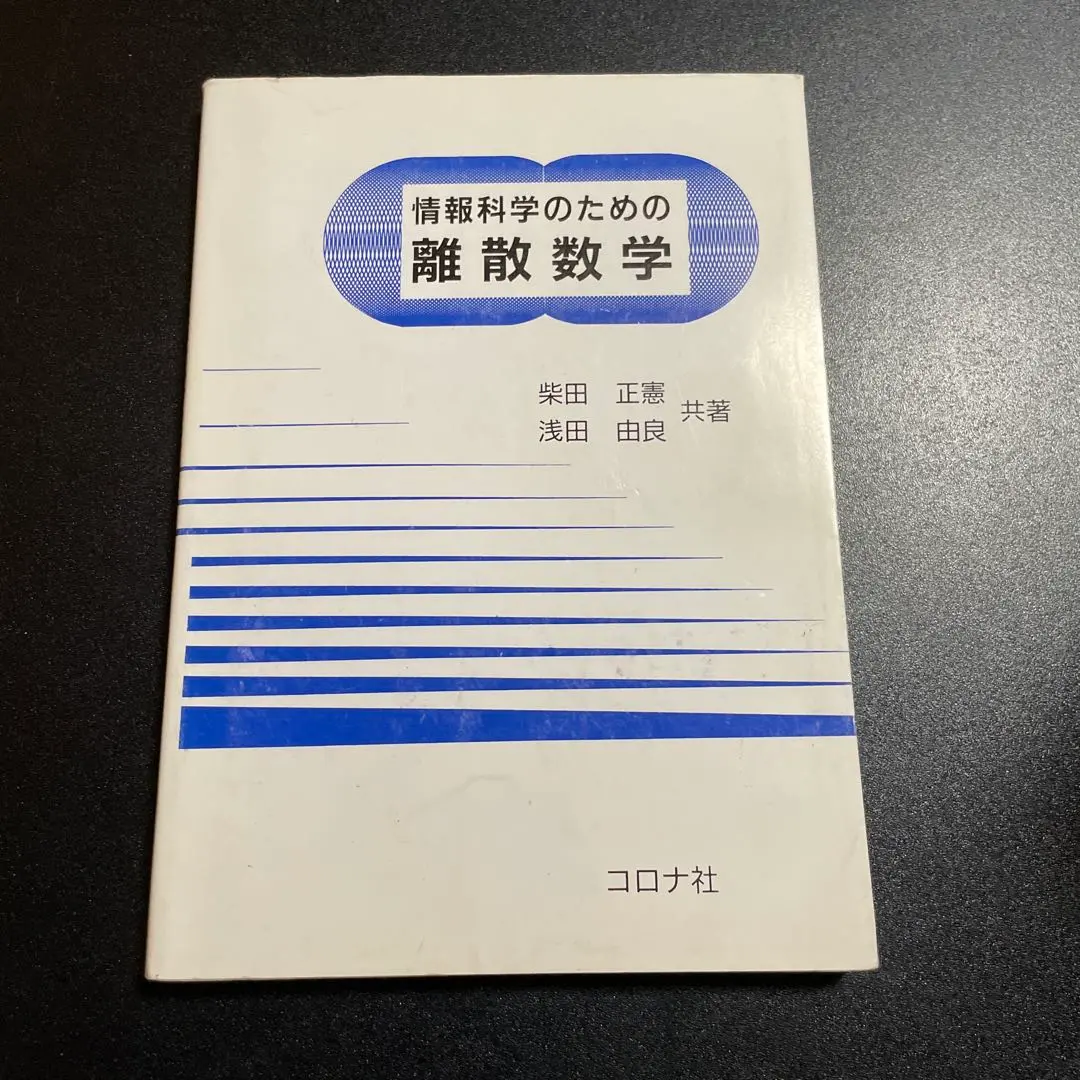 情報科学のための
離散数学
柴田 正憲
浅田 由良
共著
コロナ社